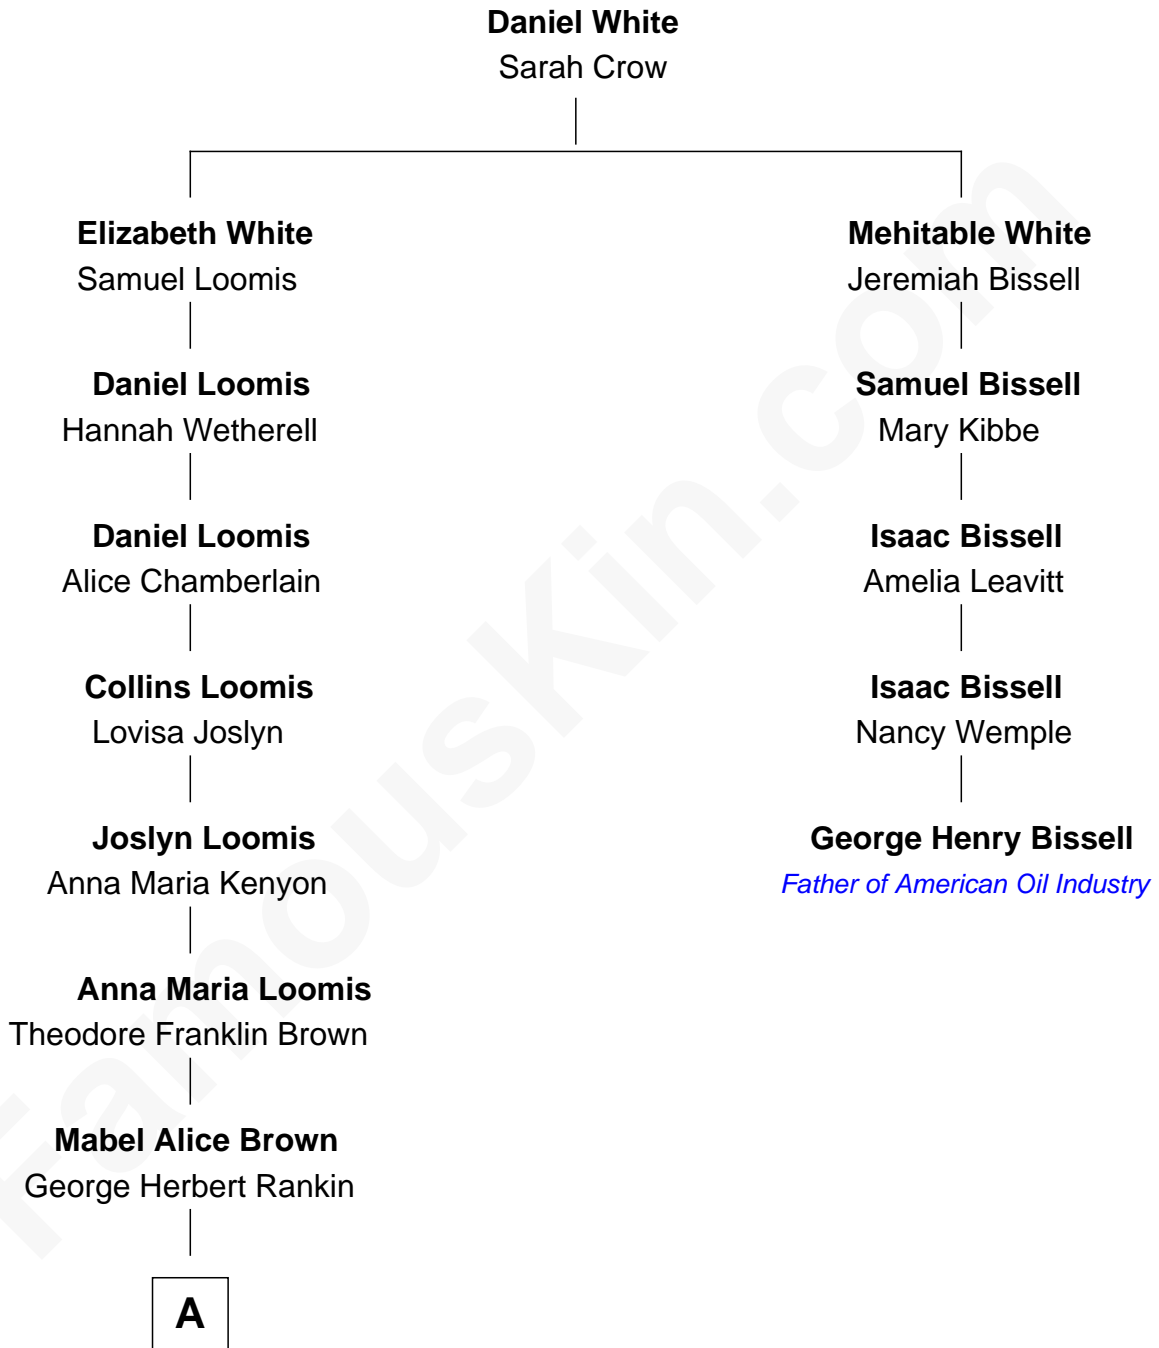 Daniel White
Sarah Crow
Elizabeth White
Samuel Loomis
Daniel Loomis
Hannah Wetherell
Daniel Loomis
Alice Chamberlain
Collins Loomis
Lovisa Joslyn
Joslyn Loomis
Anna Maria Kenyon
Anna Maria Loomis
Theodore Franklin Brown
Mabel Alice Brown
George Herbert Rankin
A
Mehitable White
Jeremiah Bissell
Samuel Bissell
Mary Kibbe
Isaac Bissell
Amelia Leavitt
Isaac Bissell
Nancy Wemple
George Henry Bissell
Father of American Oil Industry
FamousKin.com